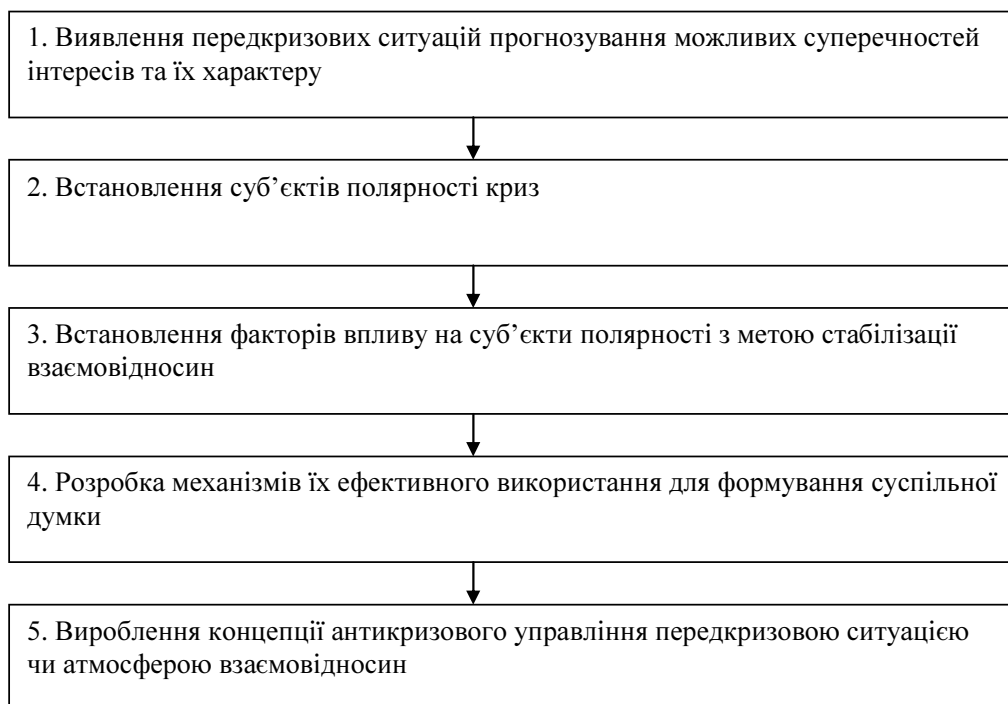 1. Виявлення передкризових ситуацій прогнозування можливих суперечностей
інтересів та їх характеру
2. Встановлення суб’єктів полярності криз
3. Встановлення факторів впливу на суб’єкти полярності з метою стабілізації
взаємовідносин
4. Розробка механізмів їх ефективного використання для формування суспільної
думки
5. Вироблення концепції антикризового управління передкризовою ситуацією
чи атмосферою взаємовідносин